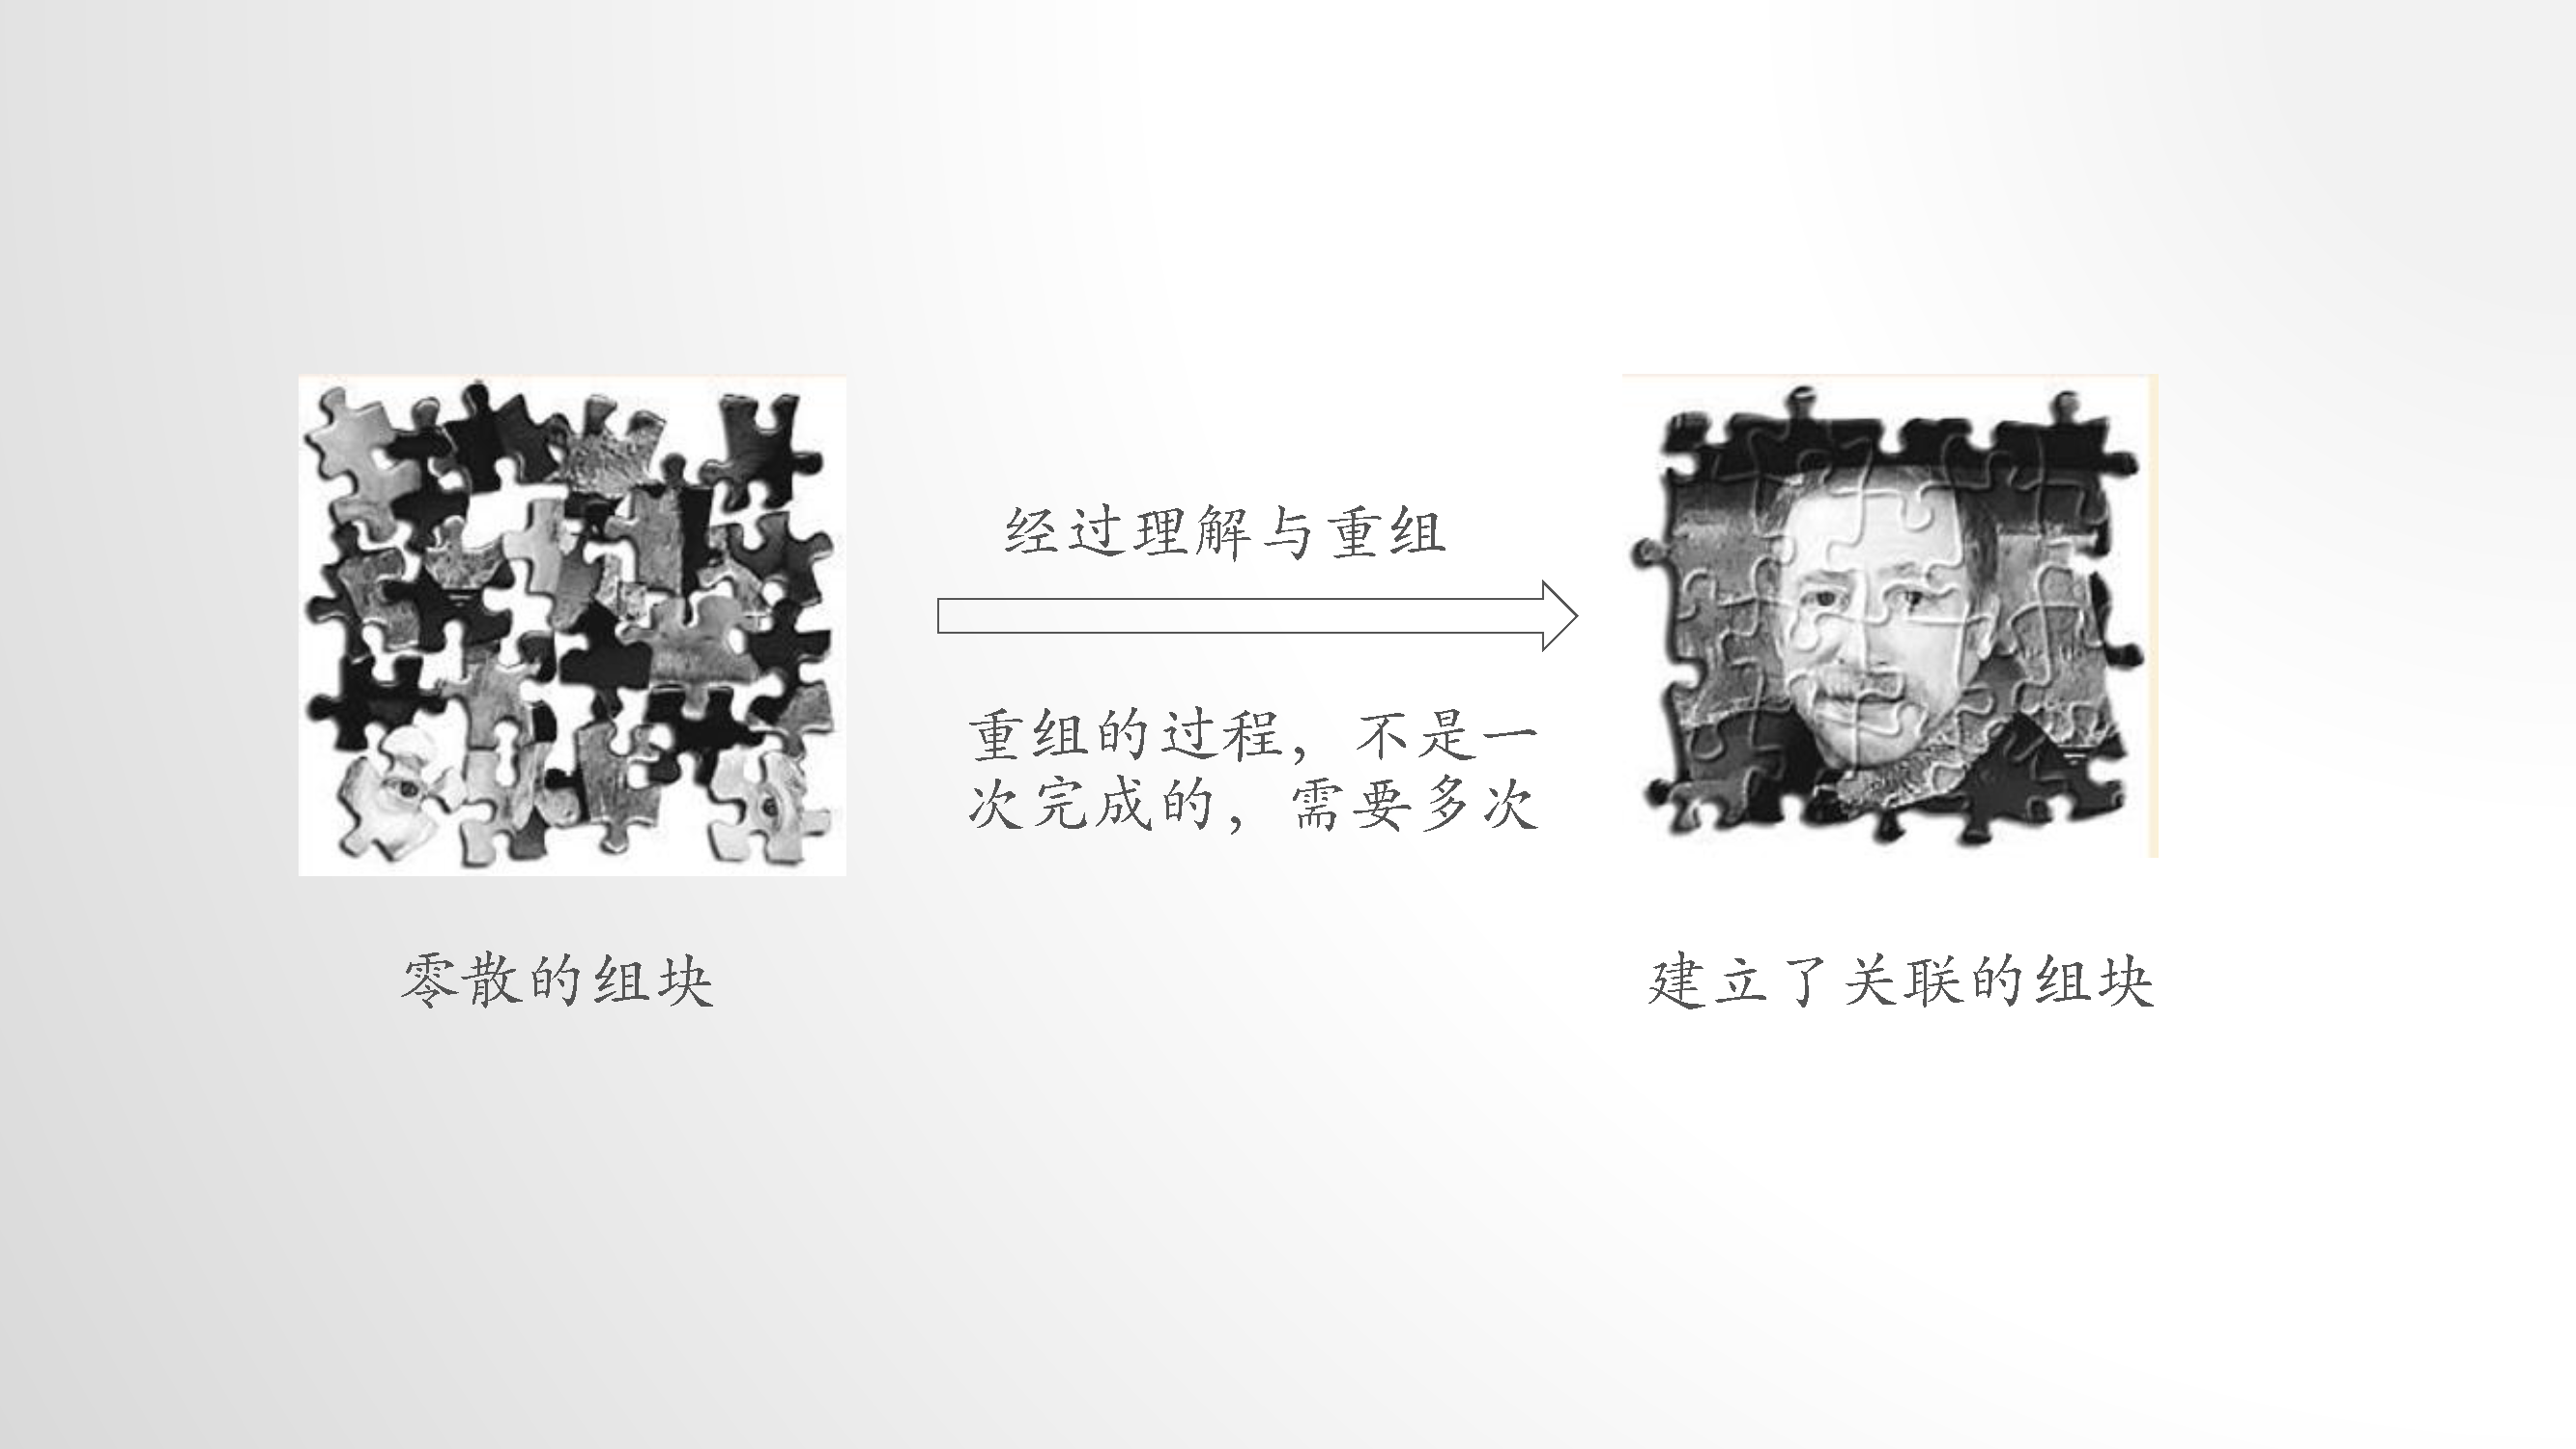 经过理解与重组
重组的过程，不是一
次完成的，需要多次
零散的组块
建立了关联的组块